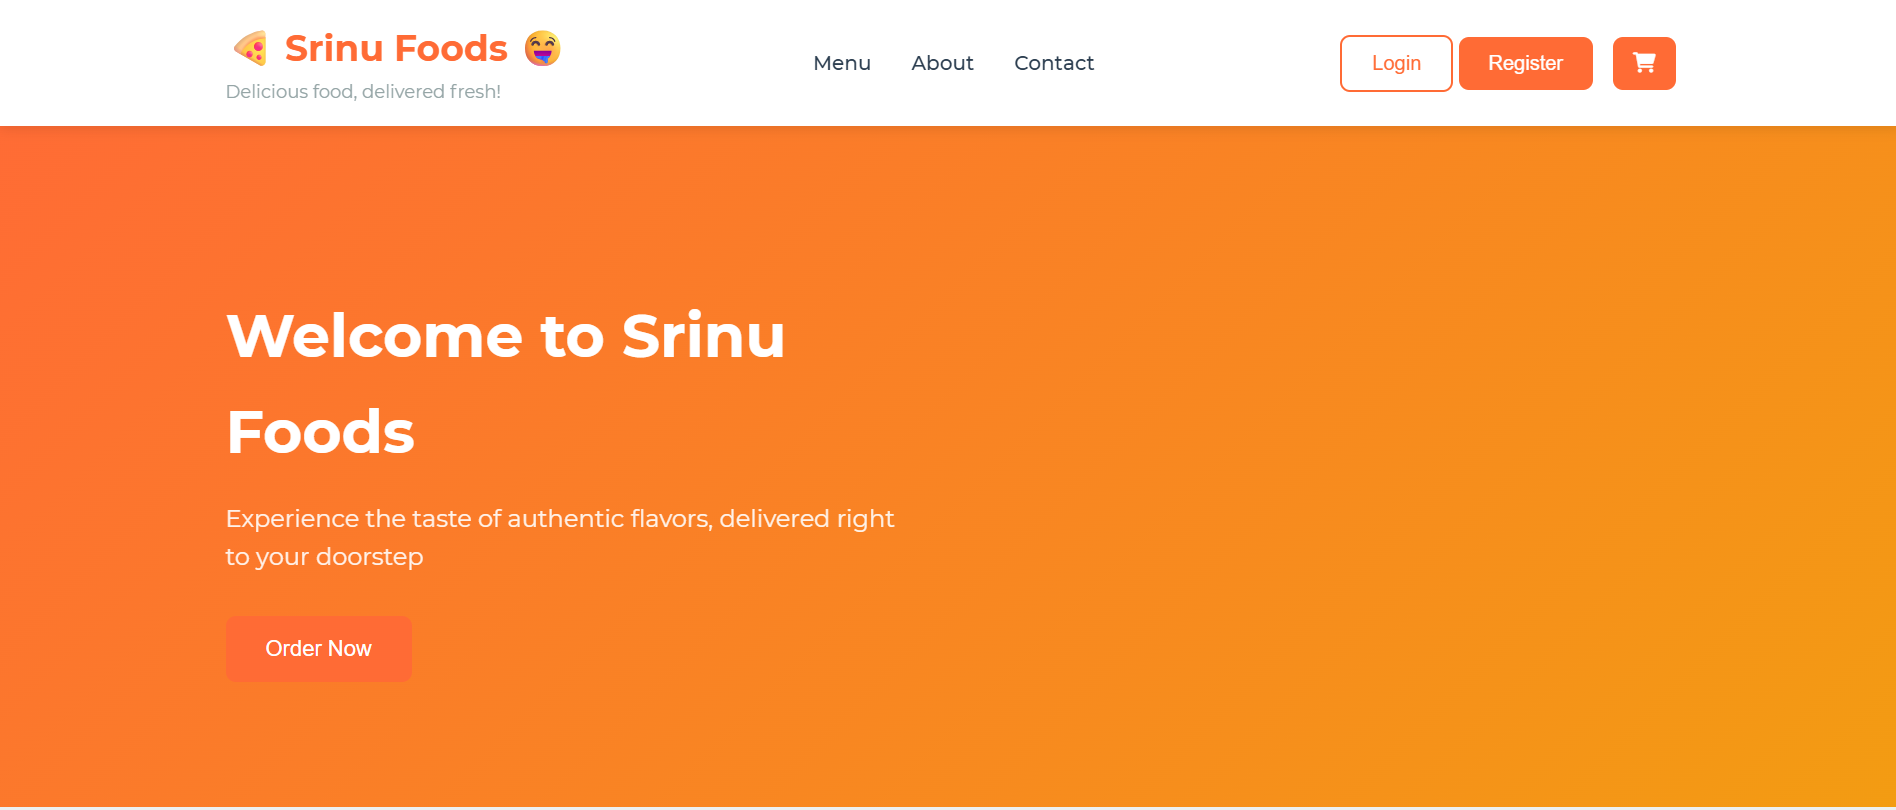 🍕 Srinu Foods 🤤
Delicious food, delivered fresh!
Menu
About
Contact
Login
Register
Welcome to Srinu
Foods
Experience the taste of authentic flavors, delivered right
to your doorstep
Order Now